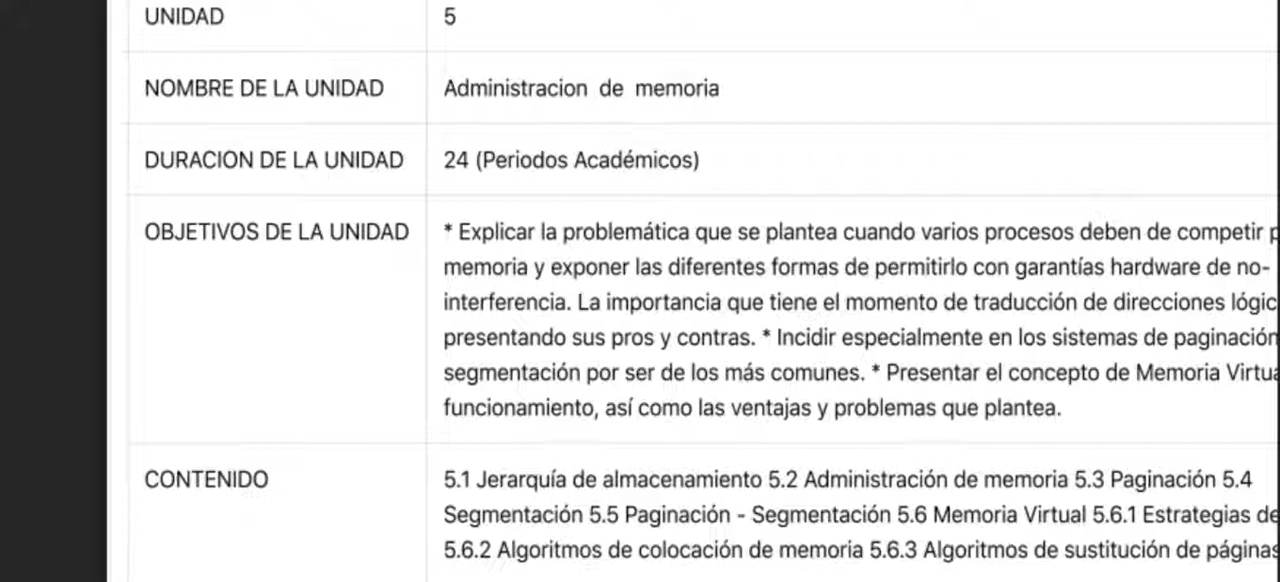 UNIDAD 5
NOMBRE DE LA UNIDAD Administracion de memoria
DURACION DE LA UNIDAD 24 (Periodos Académicos)
OBJETIVOS DE LA UNIDAD * Explicar la problemática que se plantea cuando varios procesos deben de competir
memoria y exponer las diferentes formas de permitirlo con garantías hardware de no-
interferencia. La importancia que tiene el momento de traducción de direcciones
presentando sus pros y contras. * Incidir especialmente en los sistemas de paginación
segmentación por ser de los más comunes. * Presentar el concepto de Memoria
funcionamiento, así como las ventajas y problemas que plantea.
CONTENIDO 5.1 Jerarquía de almacenamiento 5.2 Administración de memoria 5.3 Paginación 5.4
Segmentación 5.5 Paginación - Segmentación 5.6 Memoria Virtual 5.6.1 Estrategias de
5.6.2 Algoritmos de colocación de memoria 5.6.3 Algoritmos de sustitución de páginas